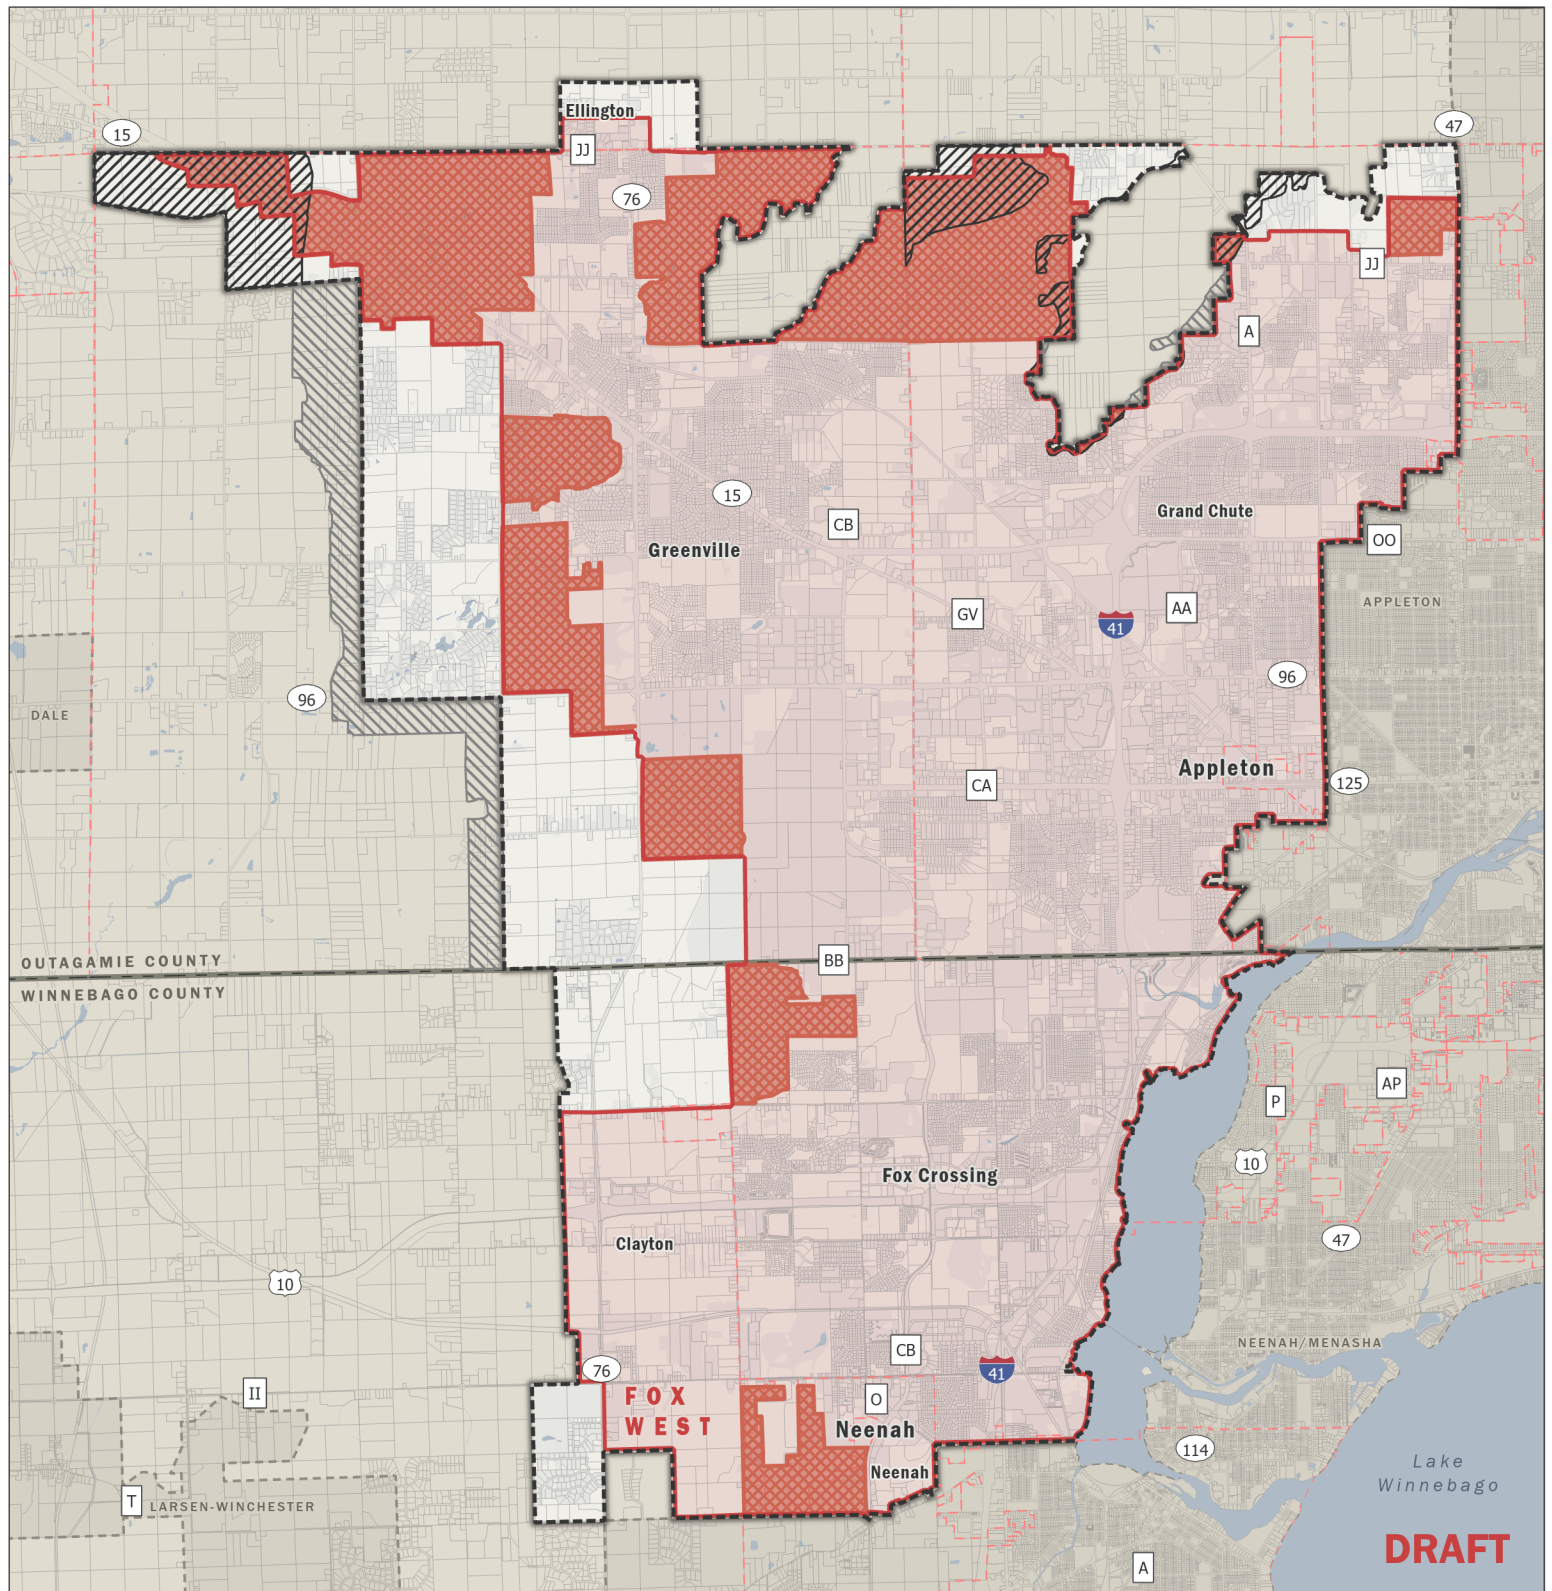 Ellington
15
47
JJ
76
JJ
A
15
Grand Chute
CB
OO
Greenville
APPLETON
GV
AA
41
96
96
DALE
Appleton
CA
125
OUTAGAMIE COUNTY
BB
WINNEBAGO COUNTY
AP
P
10
Fox Crossing
47
Clayton
10
NEENAH/MENASHA
CB
76
41
II
FOX
WEST
O
Neenah
114
Lake
Winnebago
Neenah
T
LARSEN-WINCHESTER
DRAFT
A